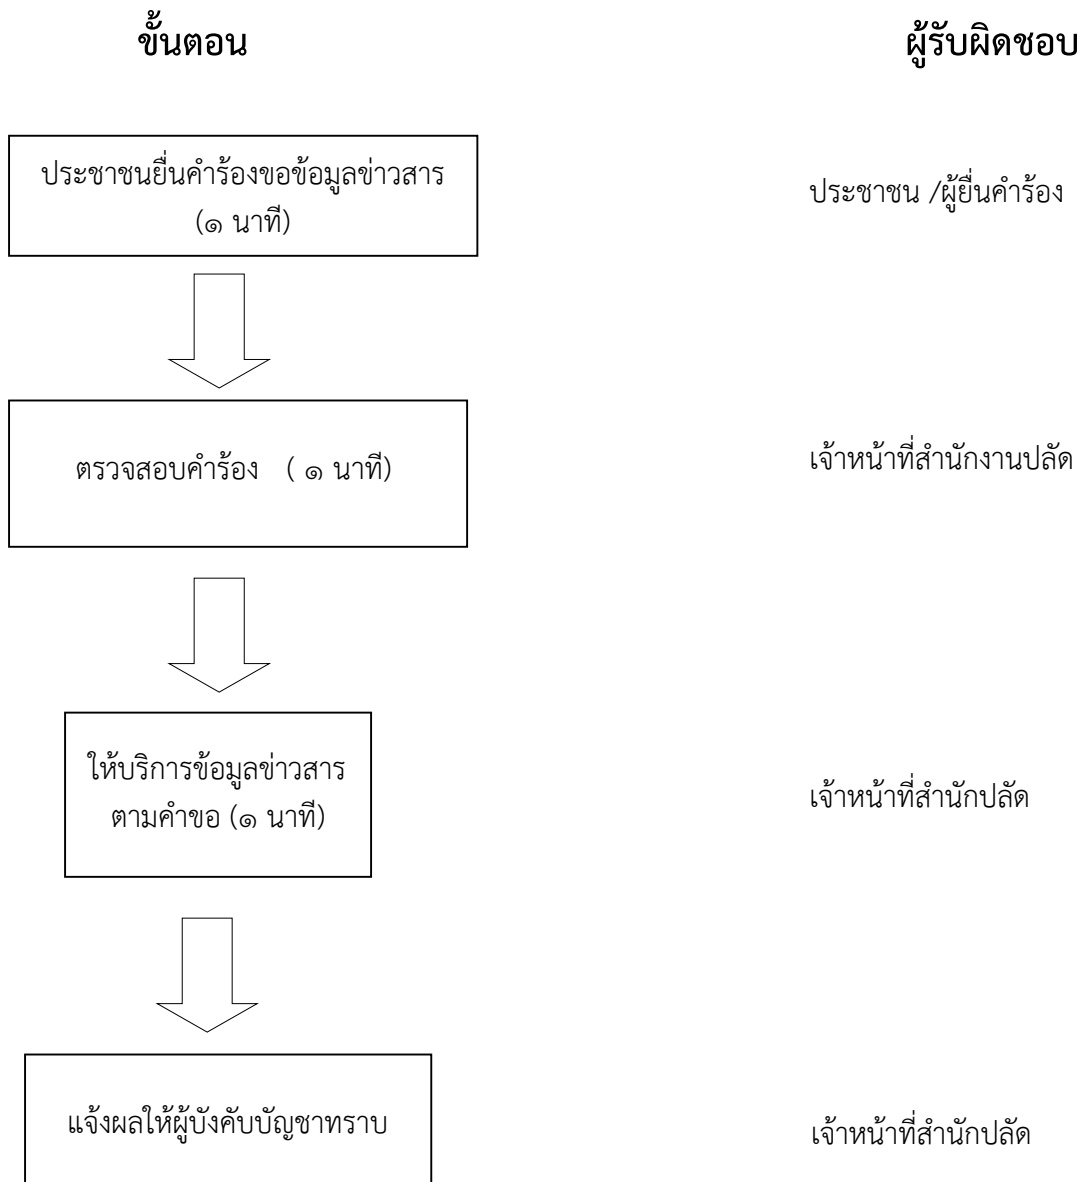 ขั้นตอน
ผู้รับผิดชอบ
ประชาชนยื่นคำร้องขอข้อมูลข่าวสาร
(๑ นาที)
ประชาชน /ผู้ยื่นคำร้อง
ตรวจสอบคำร้อง ( ๑ นาที)
เจ้าหน้าที่สำนักงานปลัด
ให้บริการข้อมูลข่าวสาร
ตามคำขอ (๑ นาที)
เจ้าหน้าที่สำนักปลัด
แจ้งผลให้ผู้บังคับบัญชาทราบ
เจ้าหน้าที่สำนักปลัด